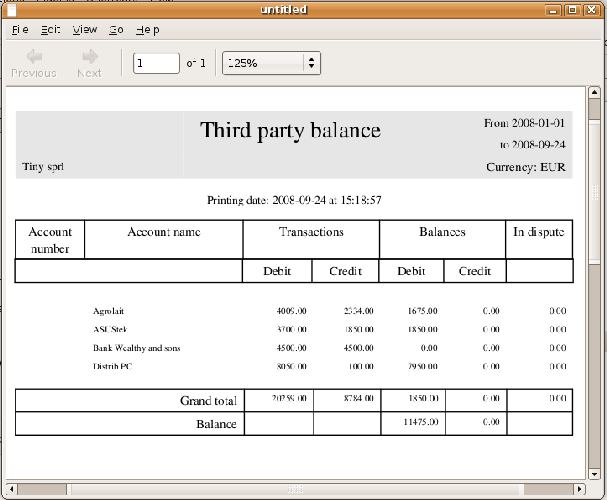 untitled
File Edit View Go Help
Previous Next 1 of 1 125%
Third party balance
From 2008-01-01
to 2008-09-24
Tiny sprl Currency: EUR
Printing date: 2008-09-24 at 15:18:57
Account number Account name Transactions Balances In dispute
Debit Credit Debit Credit
Agrolait 4009.00 2334.00 1675.00 0.00 0.00
ASUStek 3700.00 1850.00 1850.00 0.00 0.00
Bank Wealthy and sons 4500.00 4500.00 0.00 0.00 0.00
Distrib PC 8050.00 100.00 7950.00 0.00 0.00
Grand total 20259.00 8784.00 1850.00 0.00 0.00
Balance 11475.00 0.00